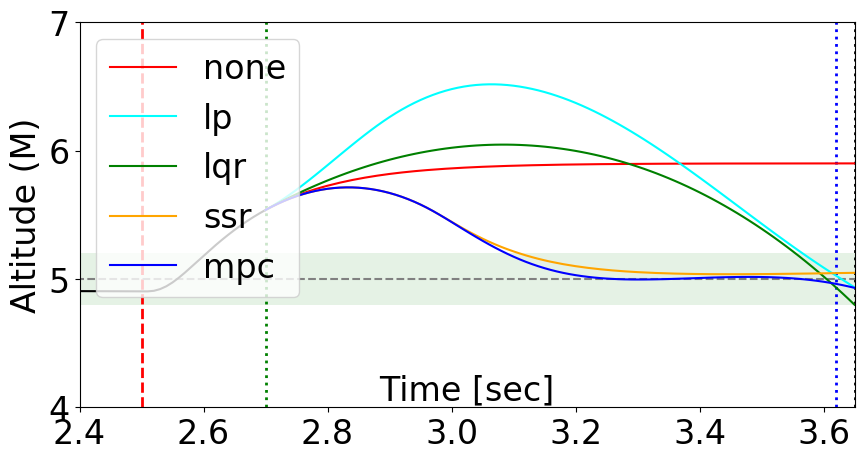 7
6
5
4
Altitude (M)
none
lp
lqr
ssr
mpc
Time [sec]
2.4 2.6 2.8 3.0 3.2 3.4 3.6